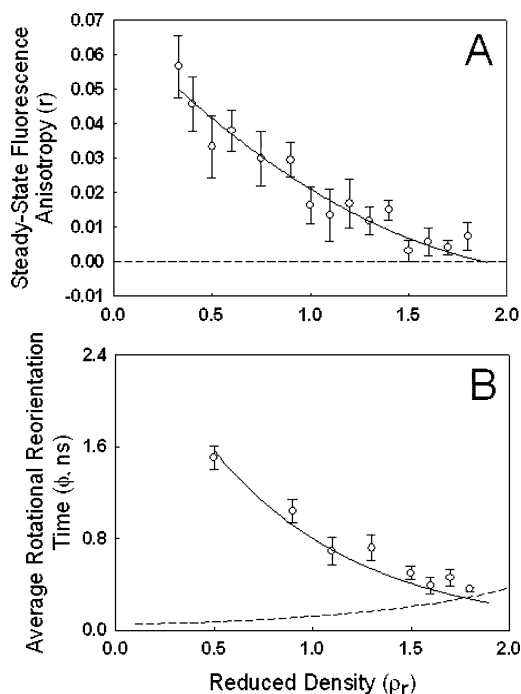 A
Steady-State Fluorescence
Anisotropy (r)
0.07
0.06
0.05
0.04
0.03
0.02
0.01
0.00
-0.01
0.0 0.5 1.0 1.5 2.0
B
Average Rotational Reorientation
Time (ϕ, ns)
2.4
1.6
0.8
0.0
0.0 0.5 1.0 1.5 2.0
Reduced Density (ρr)